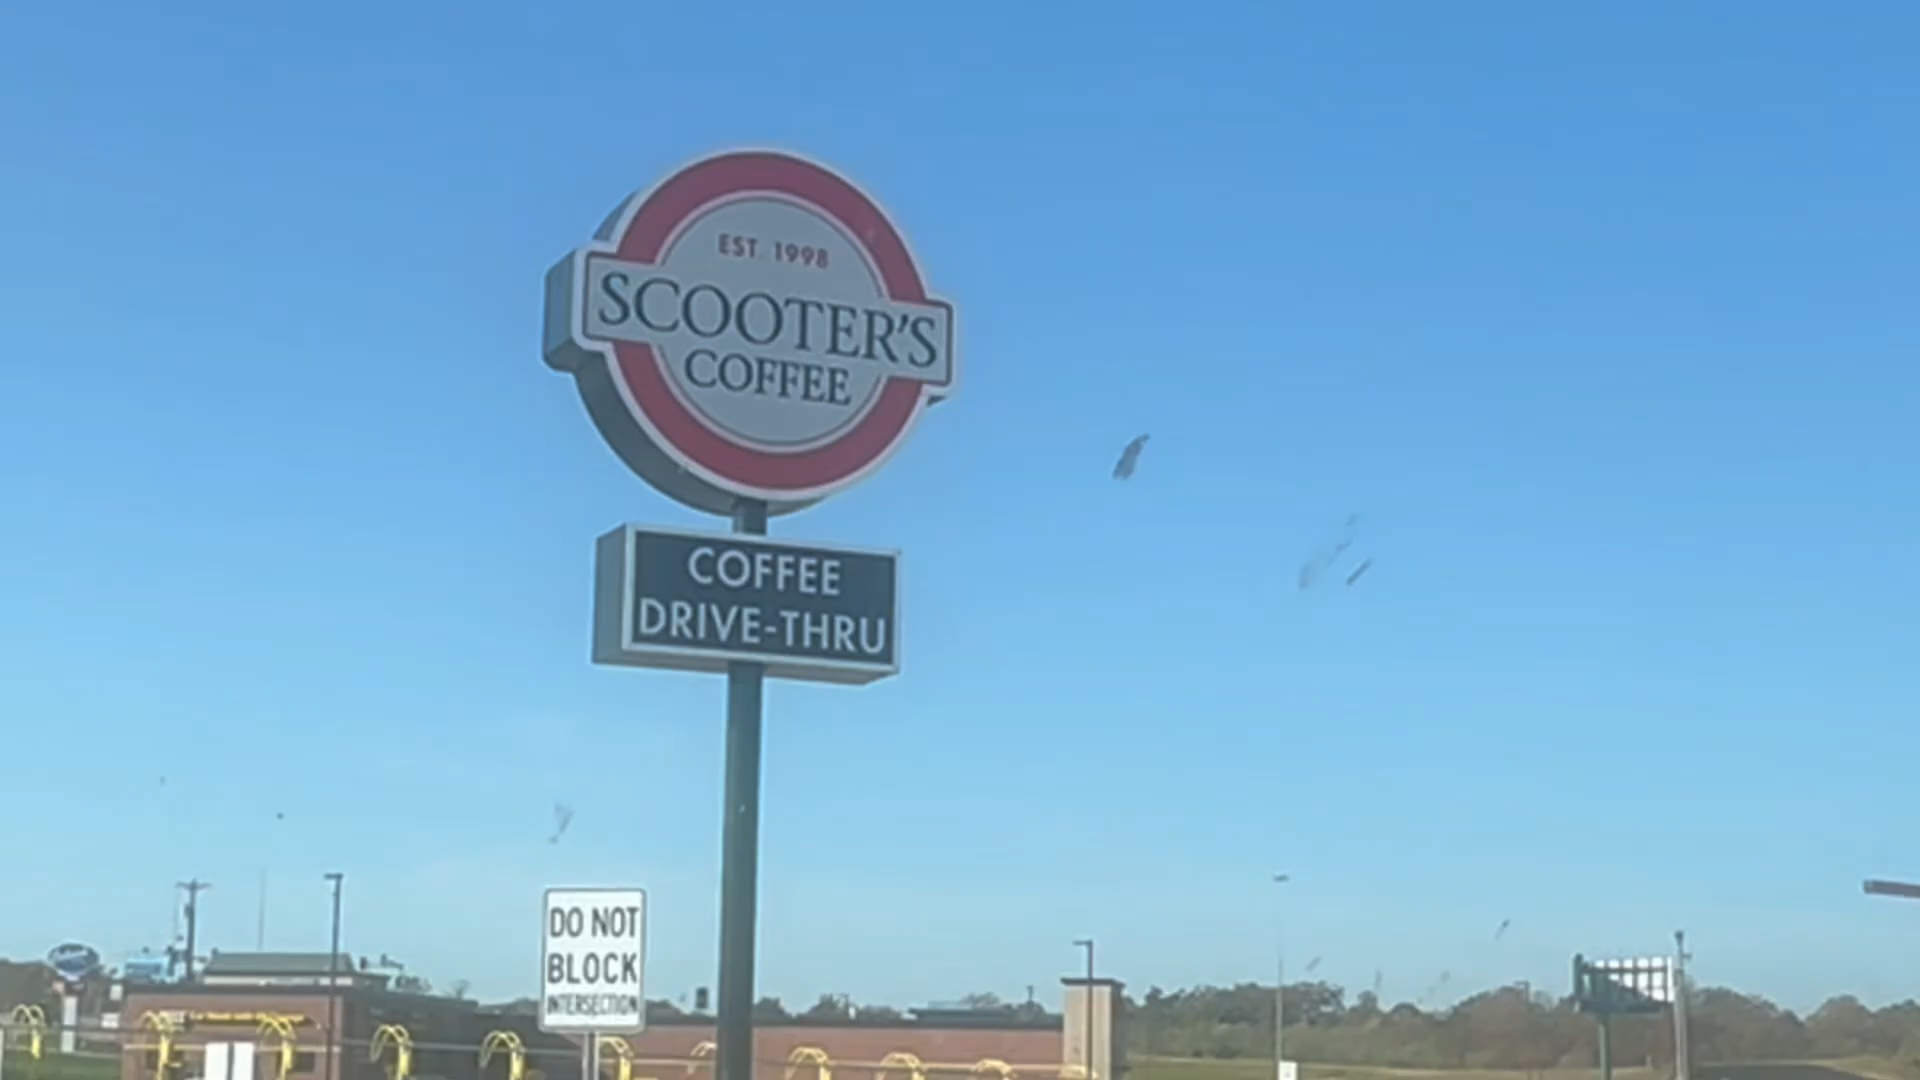 EST. 1998
SCOOTER'S
COFFEE
COFFEE
DRIVE-THRU
DO NOT
BLOCK
INTERSECTION